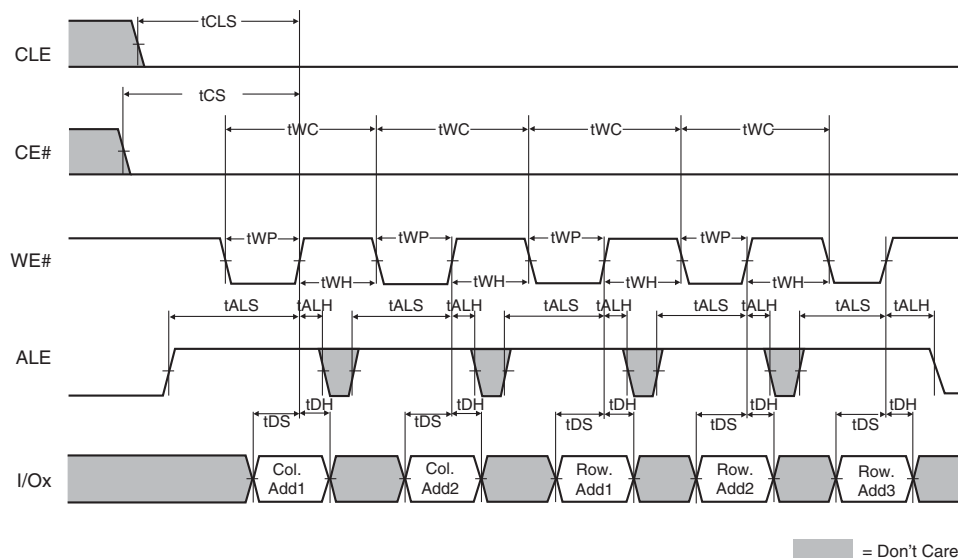 tCLS
CLE
tCS
tWC tWC tWC tWC
CE#
tWP tWP tWP tWP
WE#
tWH tWH tWH tWH
tALS tALH tALS tALH tALS tALH tALS tALH tALS tALH
ALE
tDH tDH tDH tDH tDH
tDS tDS tDS tDS tDS
I/Ox
Col. Add1
Col. Add2
Row. Add1
Row. Add2
Row. Add3
= Don't Care